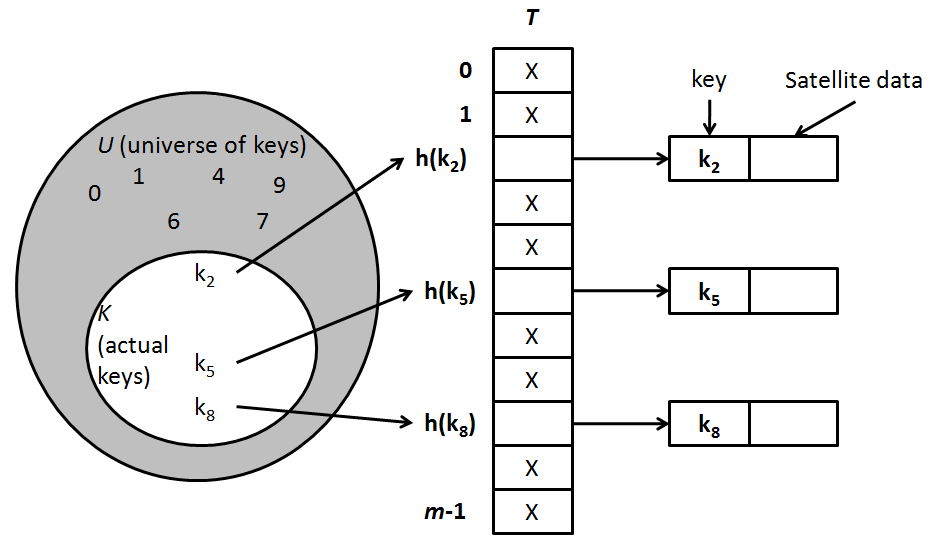 T
0 X
key Satellite data
1 X
U (universe of keys)
h(k₂) k₂
0 1 4 9
X
6 7
X
k₂
h(k₅) k₅
K
X
(actual
k₅
X
keys)
k₈
h(k₈) k₈
X
m-1 X